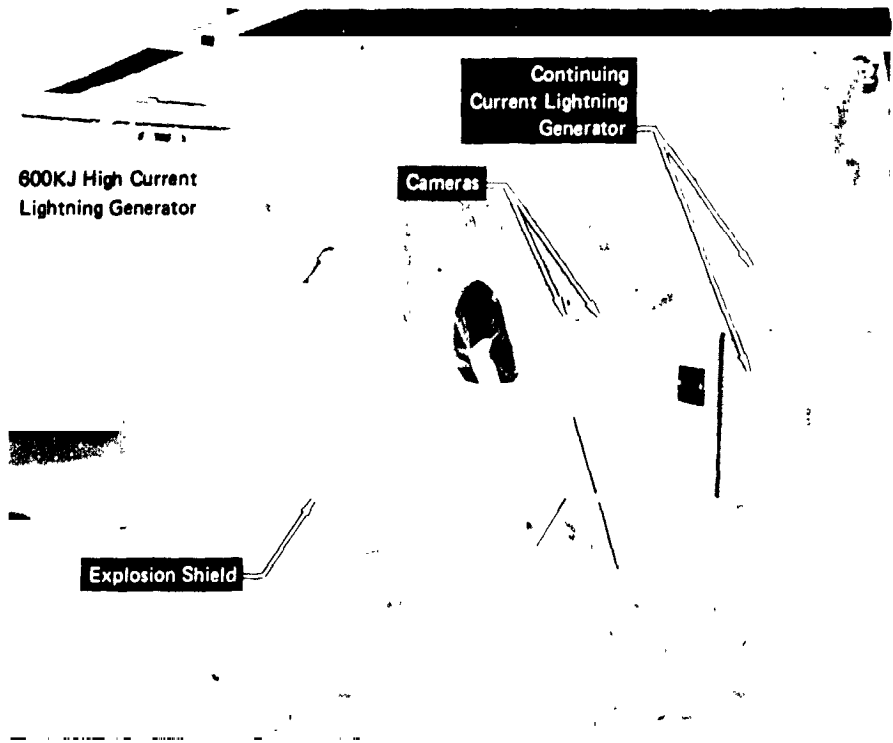 Continuing
Current Lightning
Generator
600KJ High Current
Lightning Generator
Cameras
Explosion Shield